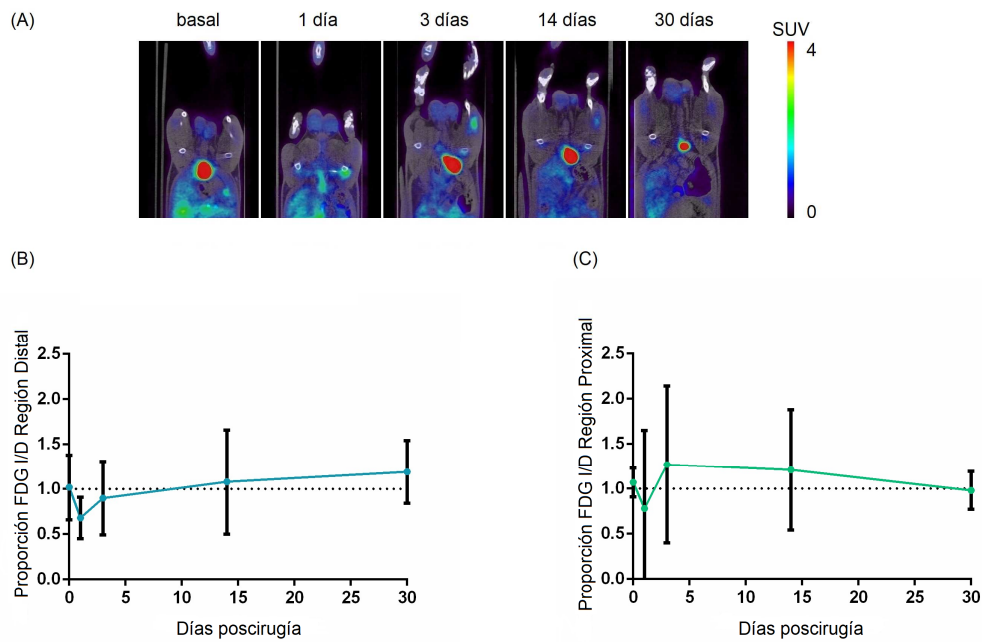 (A)
basal
1 día
3 días
14 días
30 días
SUV
4
0
(B)
Proporción FDG I/D Región Distal
2.5
2.0
1.5
1.0
0.5
0.0
0 5 10 15 20 25 30
Días poscirugía
(C)
Proporción FDG I/D Región Proximal
2.5
2.0
1.5
1.0
0.5
0.0
0 5 10 15 20 25 30
Días poscirugía